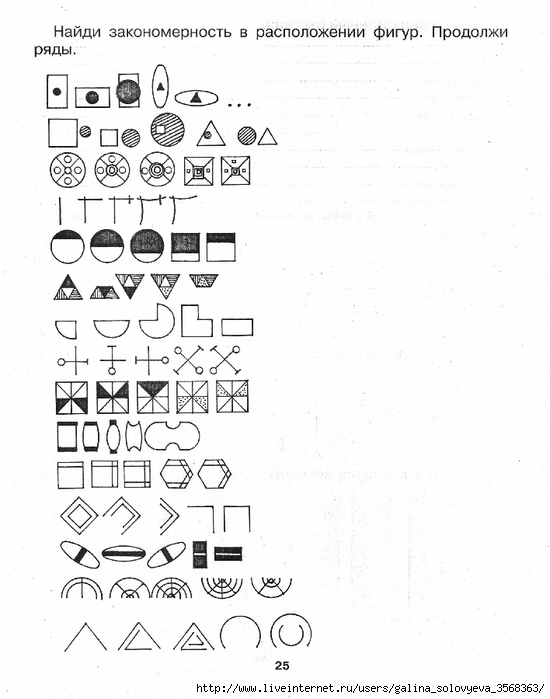 Найди закономерность в расположении фигур. Продолжи
ряды.
25
http://www.liveinternet.ru/users/galina_solovyeva_3568363/